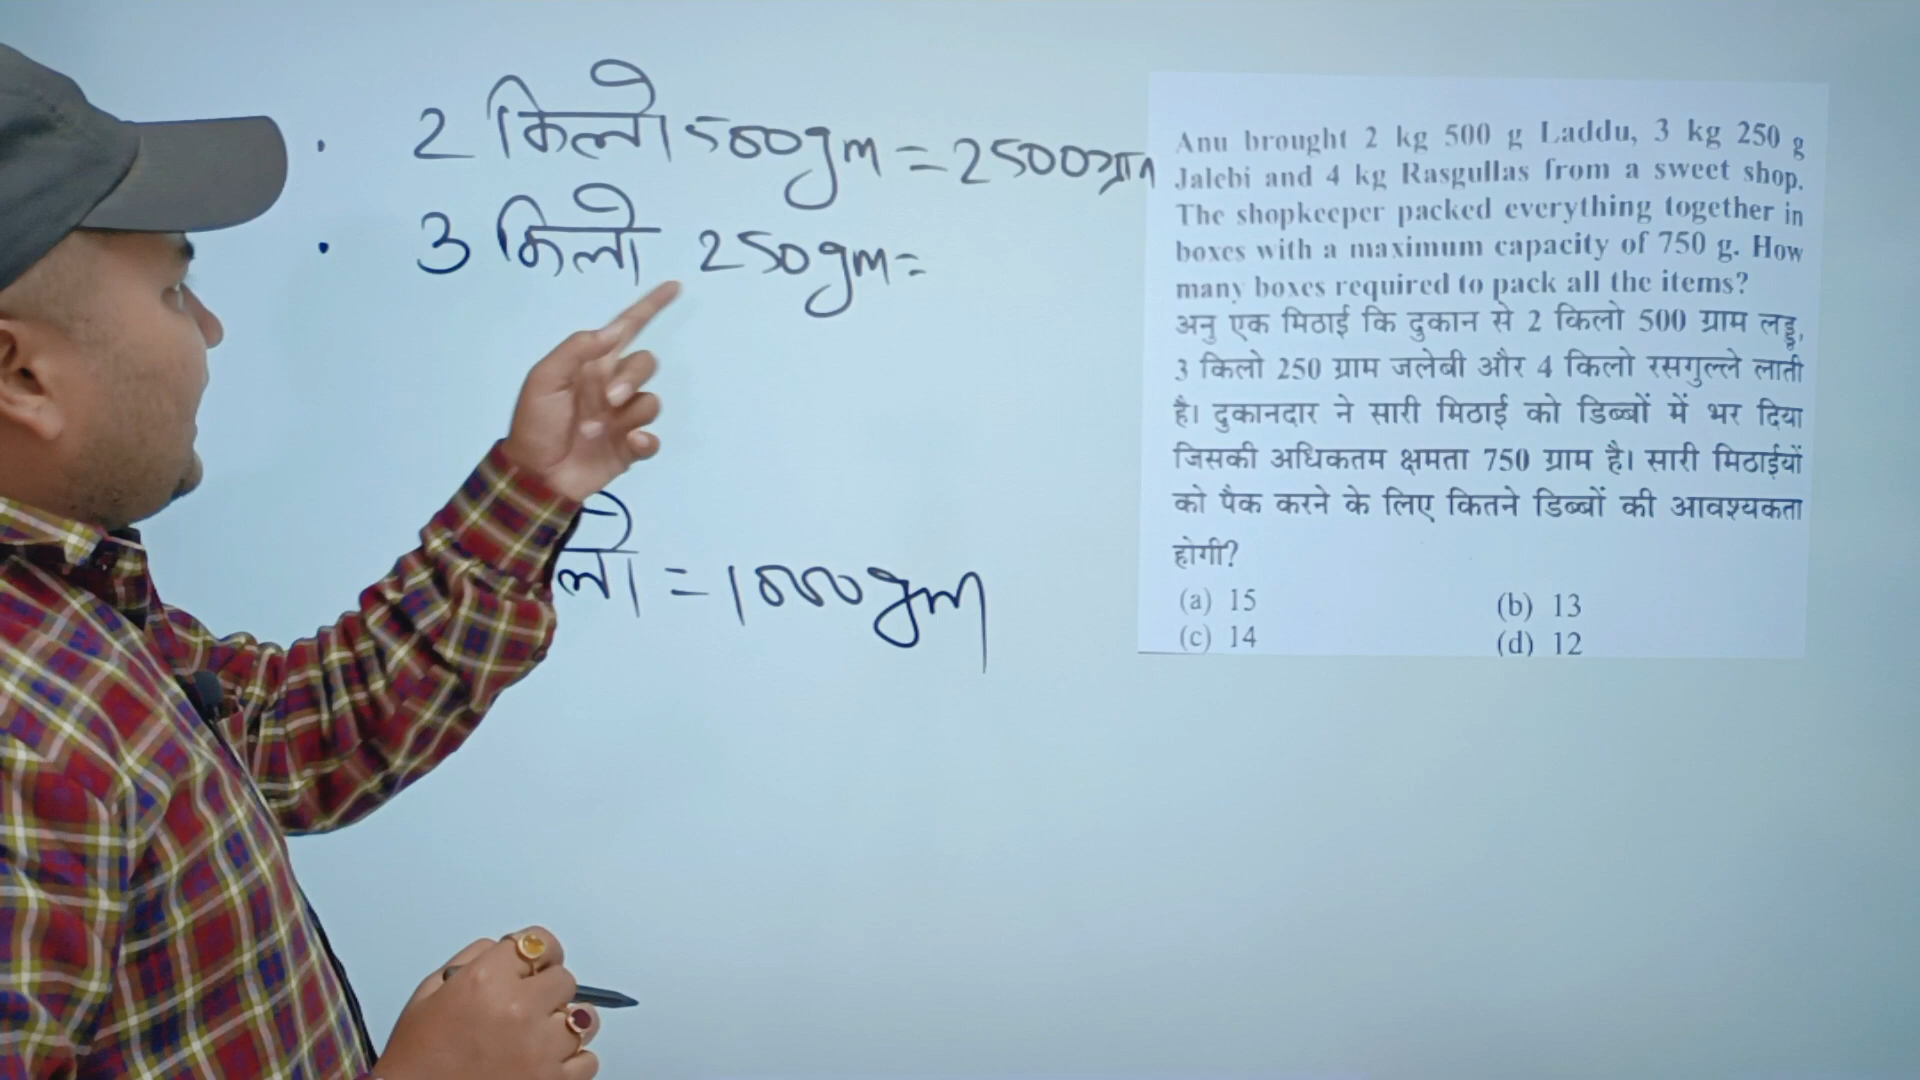 2 किलो 500gm = 2500ग्राम
3 किलो 250gm =
लो = 1000gm
Anu brought 2 kg 500 g Laddu, 3 kg 250 g
Jalebi and 4 kg Rasgullas from a sweet shop.
The shopkeeper packed everything together in
boxes with a maximum capacity of 750 g. How
many boxes required to pack all the items?
अनु एक मिठाई कि दुकान से 2 किलो 500 ग्राम लड्डू,
3 किलो 250 ग्राम जलेबी और 4 किलो रसगुल्ले लाती
है। दुकानदार ने सारी मिठाई को डिब्बों में भर दिया
जिसकी अधिकतम क्षमता 750 ग्राम है। सारी मिठाईयों
को पैक करने के लिए कितने डिब्बों की आवश्यकता
होगी?
(a) 15 (b) 13
(c) 14 (d) 12